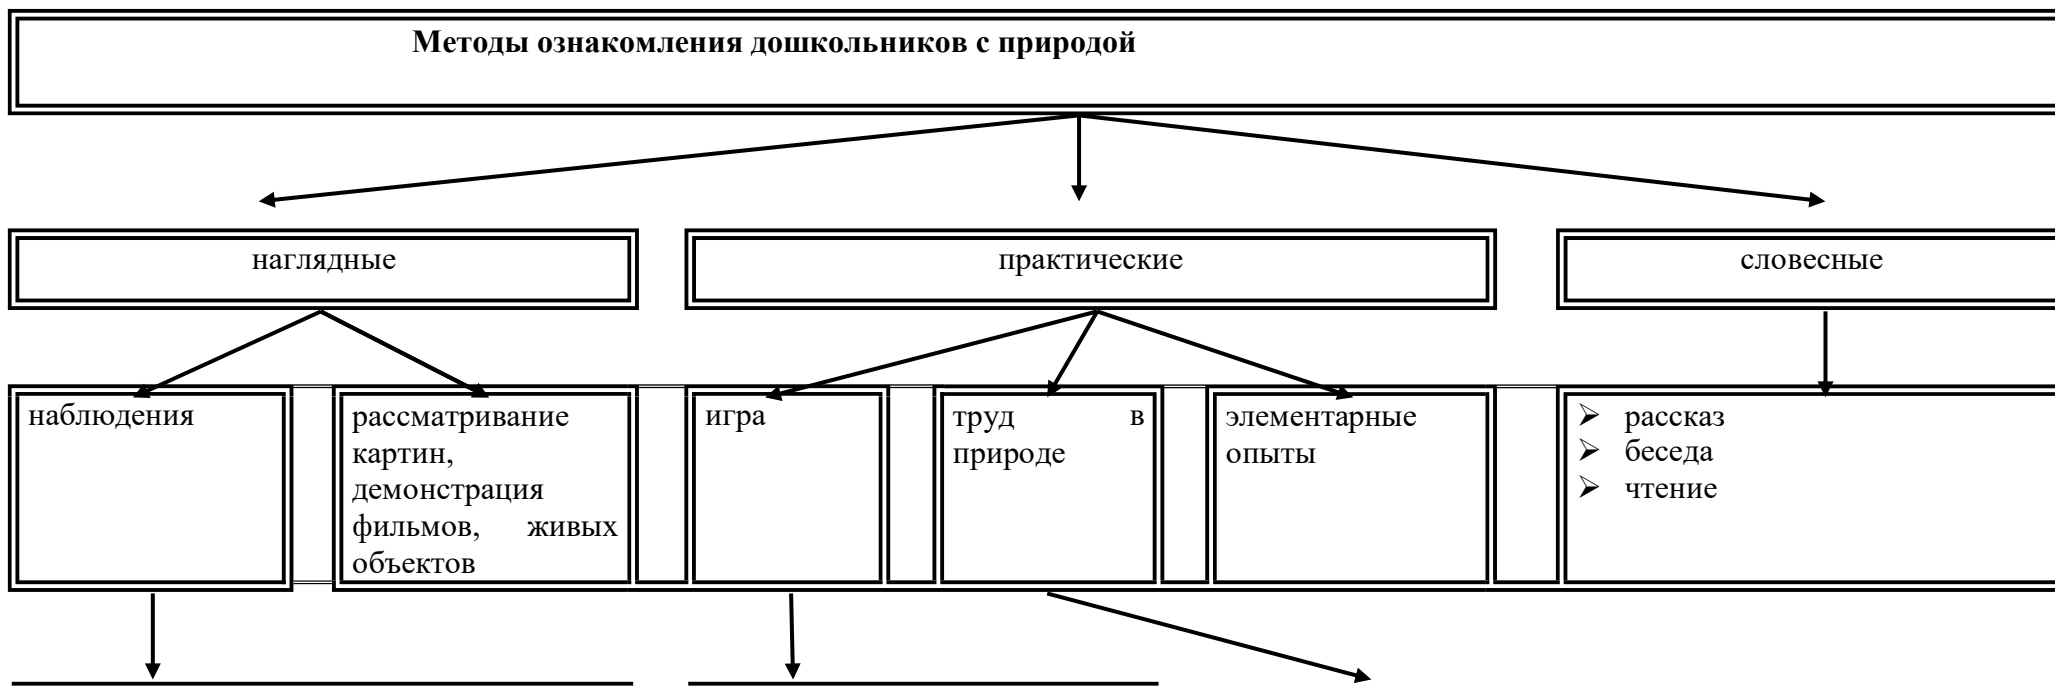 Методы ознакомления дошкольников с природой
наглядные
практические
словесные
наблюдения
рассматривание
картин,
демонстрация
фильмов, живых
объектов
игра
труд в
природе
элементарные
опыты
рассказ
беседа
чтение